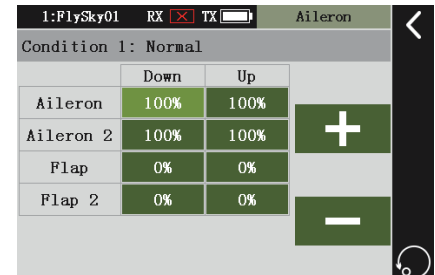 1:FlySky01 RX TX Aileron
Condition 1: Normal
Down Up
Aileron 100% 100%
Aileron 2 100% 100%
Flap 0% 0%
Flap 2 0% 0%